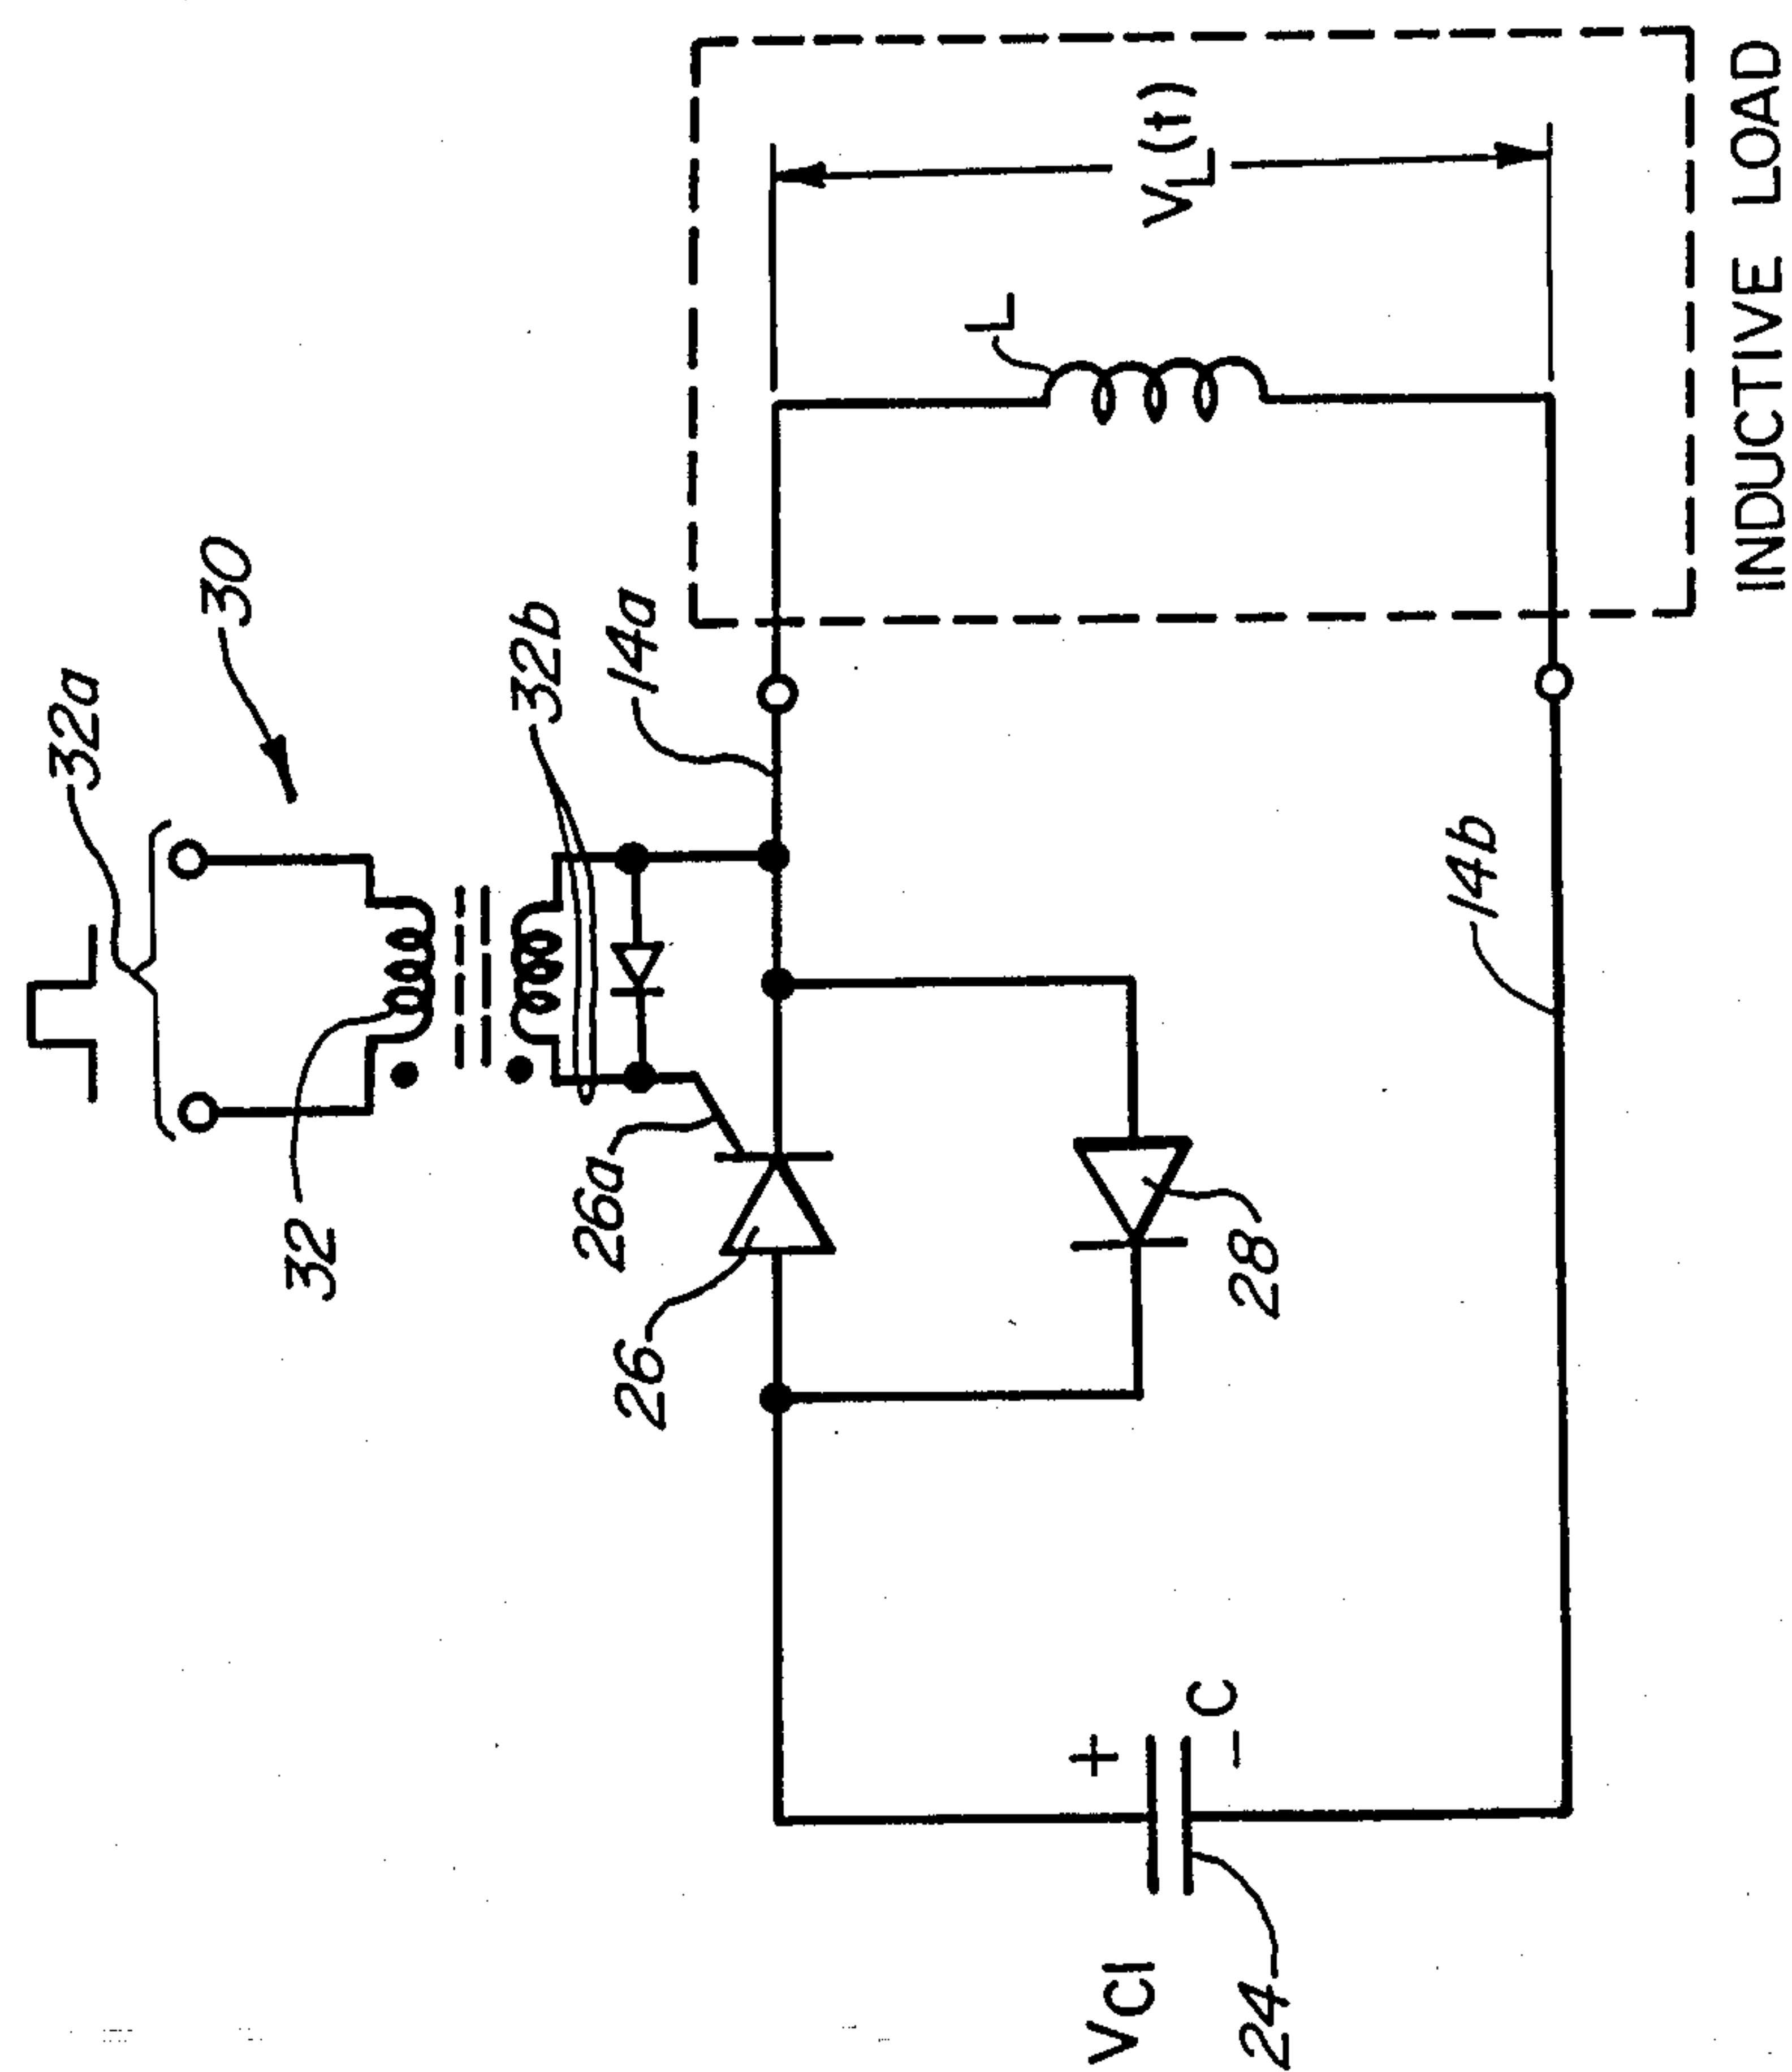 32a
30
32
32b
14a
26a
26
28
14b
L
VL(t)
+
-
C
VCI
24
INDUCTIVE LOAD